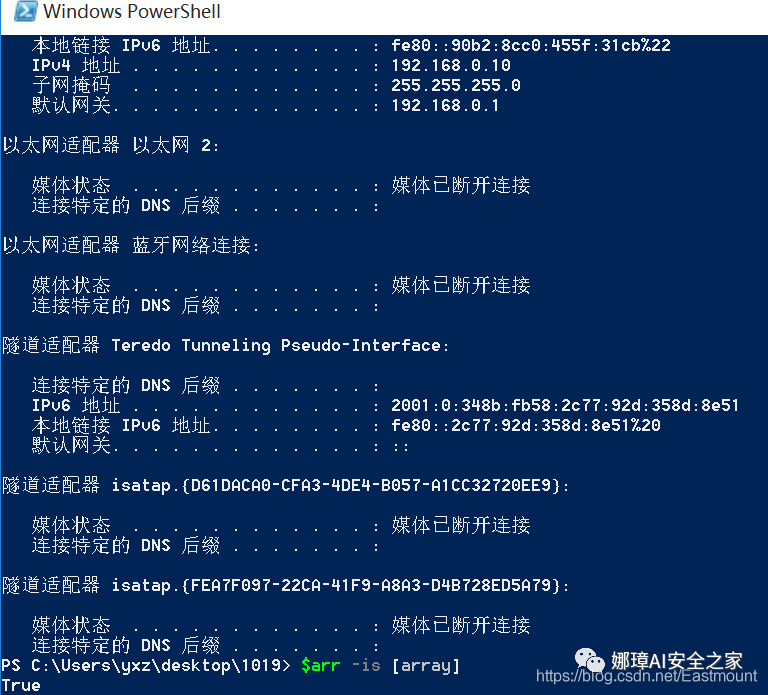 Windows PowerShell
本地链接 IPv6 地址. . . . . . . . : fe80::90b2:8cc0:455f:31cb%22
IPv4 地址 . . . . . . . . . . . . : 192.168.0.10
子网掩码 . . . . . . . . . . . . : 255.255.255.0
默认网关. . . . . . . . . . . . . : 192.168.0.1
以太网适配器 以太网 2:
媒体状态 . . . . . . . . . . . . : 媒体已断开连接
连接特定的 DNS 后缀 . . . . . . . :
以太网适配器 蓝牙网络连接:
媒体状态 . . . . . . . . . . . . : 媒体已断开连接
连接特定的 DNS 后缀 . . . . . . . :
隧道适配器 Teredo Tunneling Pseudo-Interface:
连接特定的 DNS 后缀 . . . . . . . :
IPv6 地址 . . . . . . . . . . . . : 2001:0:348b:fb58:2c77:92d:358d:8e51
本地链接 IPv6 地址. . . . . . . . : fe80::2c77:92d:358d:8e51%20
默认网关. . . . . . . . . . . . . : ::
隧道适配器 isatap.{D61DACA0-CFA3-4DE4-B057-A1CC32720EE9}:
媒体状态 . . . . . . . . . . . . : 媒体已断开连接
连接特定的 DNS 后缀 . . . . . . . :
隧道适配器 isatap.{FEA7F097-22CA-41F9-A8A3-D4B728ED5A79}:
媒体状态 . . . . . . . . . . . . : 媒体已断开连接
连接特定的 DNS 后缀 . . . . . . . :
PS C:\Users\yxz\desktop\1019> $arr -is [array]
True
娜璋AI安全之家
https://blog.csdn.net/Eastmount